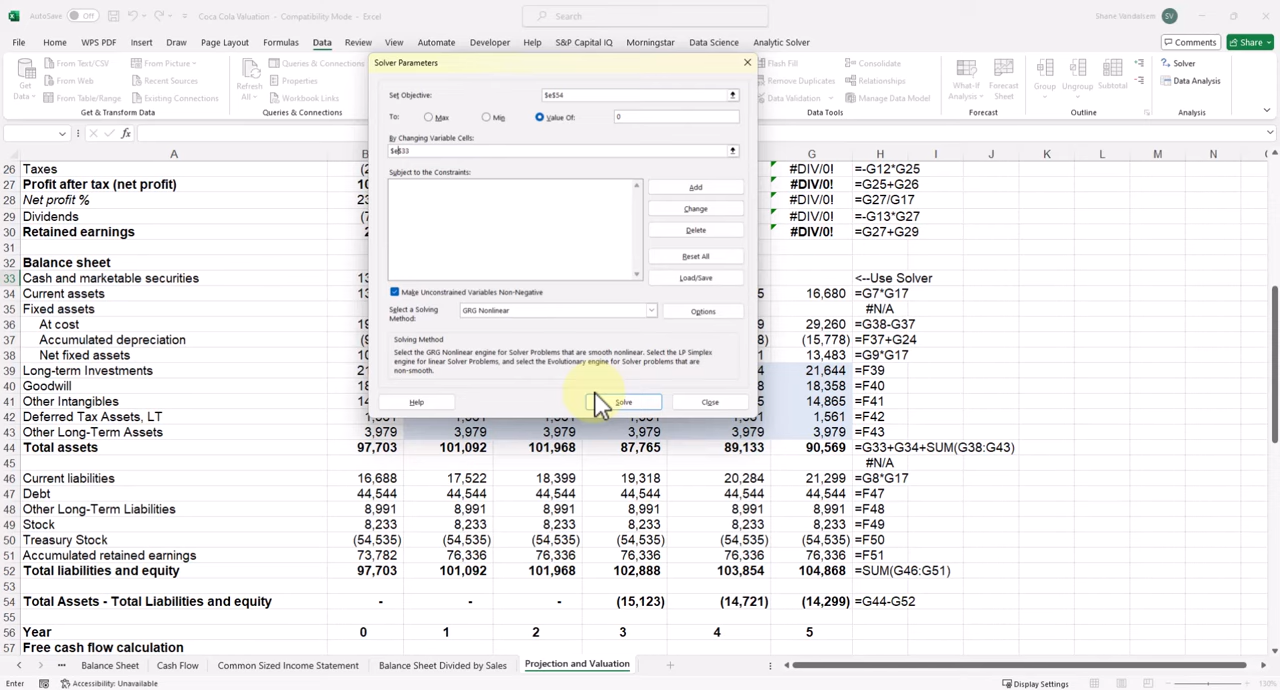 AutoSave Off Coca Cola Valuation - Compatibility Mode - Excel Search Shane Vandalsem SV
File Home WPS PDF Insert Draw Page Layout Formulas Data Review View Automate Developer Help S&P Capital IQ Morningstar Data Science Analytic Solver Comments Share
Get Data
From Text/CSV
From Web
From Table/Range
From Picture
Recent Sources
Existing Connections
Get & Transform Data
Refresh All
Queries & Connections
Properties
Workbook Links
Queries & Connections
Flash Fill
Remove Duplicates
Data Validation
Consolidate
Relationships
Manage Data Model
What-If Analysis
Forecast Sheet
Forecast
Group
Ungroup
Subtotal
Outline
Solver
Data Analysis
Analysis
Solver Parameters
Set Objective: $e$54
To: Max Min Value Of: 0
By Changing Variable Cells:
$e$33
Subject to the Constraints:
Add
Change
Delete
Reset All
Load/Save
Make Unconstrained Variables Non-Negative
Select a Solving Method: GRG Nonlinear Options
Solving Method
Select the GRG Nonlinear engine for Solver Problems that are smooth nonlinear. Select the LP Simplex
engine for linear Solver Problems, and select the Evolutionary engine for Solver problems that are
non-smooth.
Help Solve Close
fx
A B G H I J K L M N
26 Taxes (2 #DIV/0! =-G12*G25
27 Profit after tax (net profit) 10 #DIV/0! =G25+G26
28 Net profit % 23 #DIV/0! =G27/G17
29 Dividends (7 #DIV/0! =-G13*G27
30 Retained earnings 2 #DIV/0! =G27+G29
31
32 Balance sheet
33 Cash and marketable securities 13 <--Use Solver
34 Current assets 13 5 16,680 =G7*G17
35 Fixed assets #N/A
36 At cost 19 29,260 =G38-G37
37 Accumulated depreciation (9 (15,778) =F37+G24
38 Net fixed assets 10 13,483 =G9*G17
39 Long-term Investments 21 4 21,644 =F39
40 Goodwill 18 8 18,358 =F40
41 Other Intangibles 14 5 14,865 =F41
42 Deferred Tax Assets, LT 1,561 1,561 1,561 1,561 1,561 1,561 =F42
43 Other Long-Term Assets 3,979 3,979 3,979 3,979 3,979 3,979 =F43
44 Total assets 97,703 101,092 101,968 87,765 89,133 90,569 =G33+G34+SUM(G38:G43)
45 #N/A
46 Current liabilities 16,688 17,522 18,399 19,318 20,284 21,299 =G8*G17
47 Debt 44,544 44,544 44,544 44,544 44,544 44,544 =F47
48 Other Long-Term Liabilities 8,991 8,991 8,991 8,991 8,991 8,991 =F48
49 Stock 8,233 8,233 8,233 8,233 8,233 8,233 =F49
50 Treasury Stock (54,535) (54,535) (54,535) (54,535) (54,535) (54,535) =F50
51 Accumulated retained earnings 73,782 76,336 76,336 76,336 76,336 76,336 =F51
52 Total liabilities and equity 97,703 101,092 101,968 102,888 103,854 104,868 =SUM(G46:G51)
53
54 Total Assets - Total Liabilities and equity - - - (15,123) (14,721) (14,299) =G44-G52
55
56 Year 0 1 2 3 4 5
57 Free cash flow calculation
Balance Sheet Cash Flow Common Sized Income Statement Balance Sheet Divided by Sales Projection and Valuation
Enter Accessibility: Unavailable Display Settings 130%